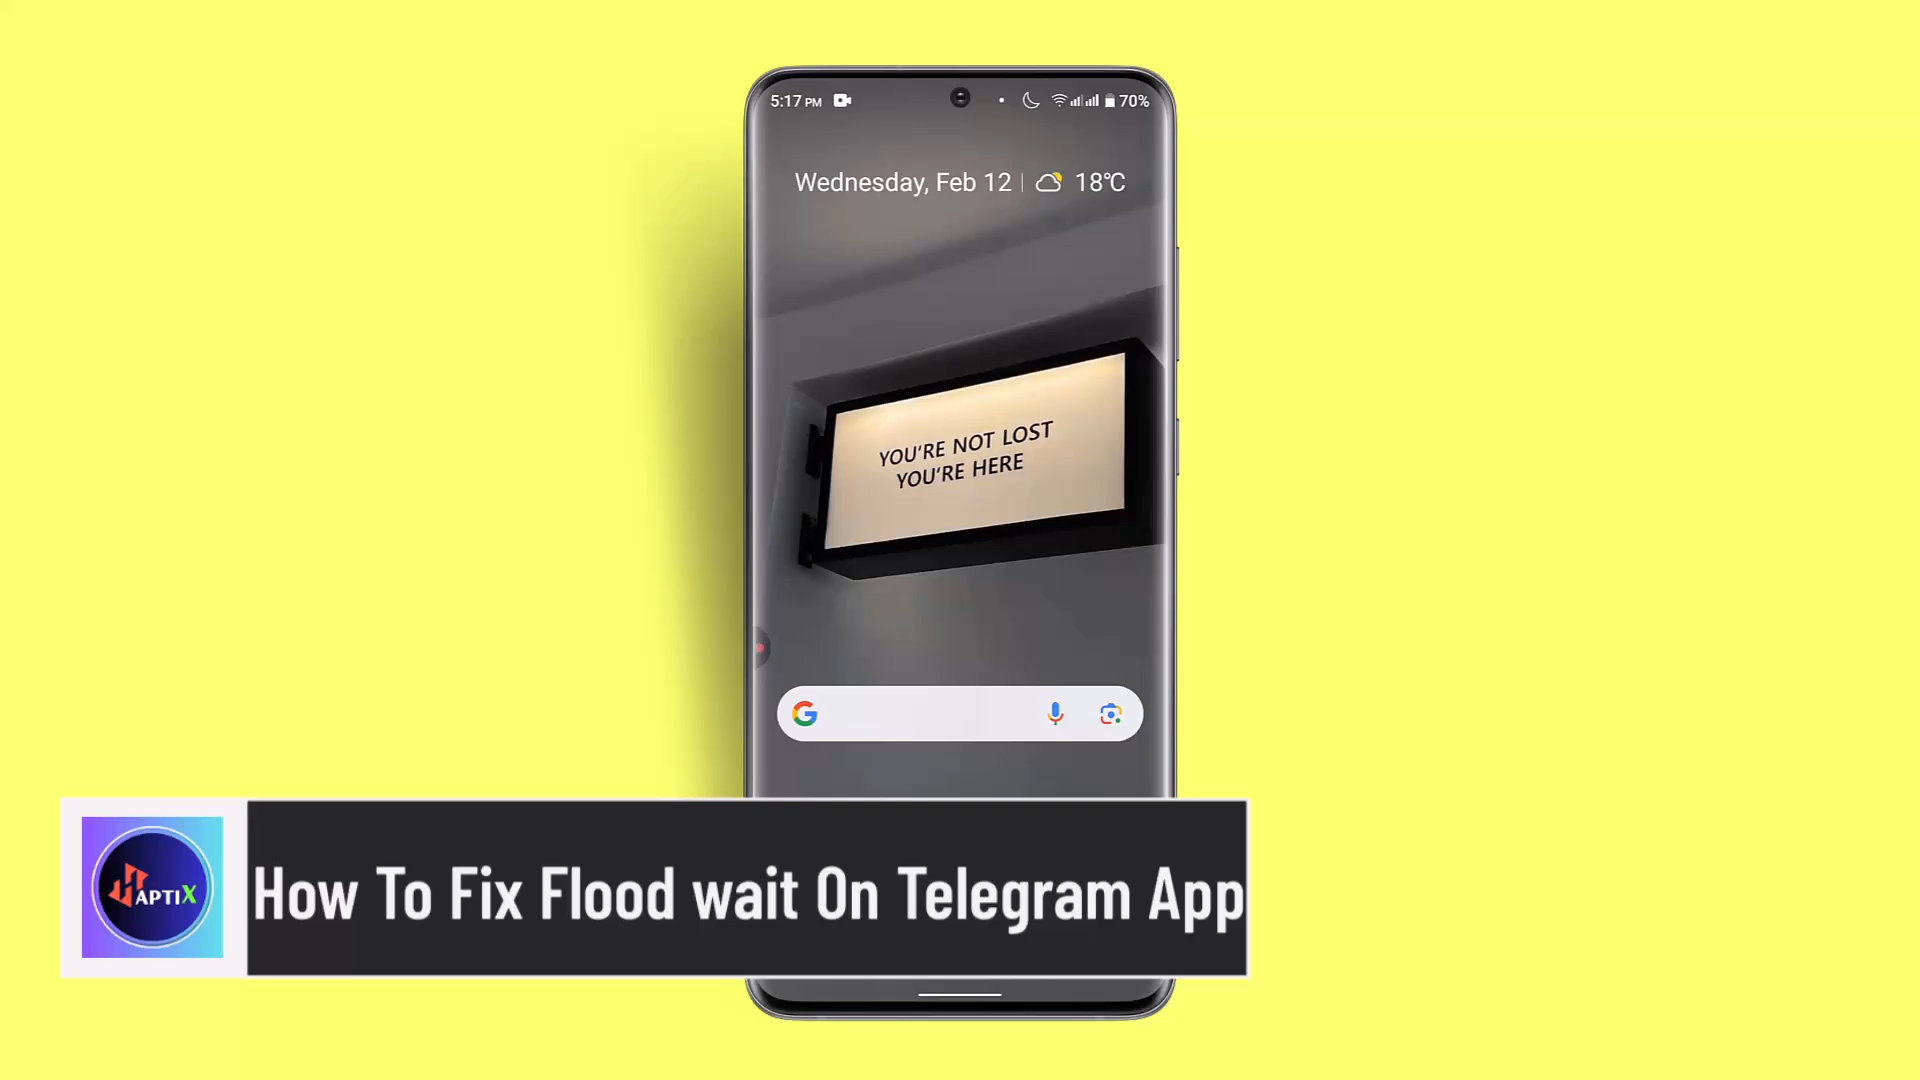 5:17 PM
70%
Wednesday, Feb 12 18°C
YOU'RE NOT LOST
YOU'RE HERE
G
HAPTIX
How To Fix Flood wait On Telegram App